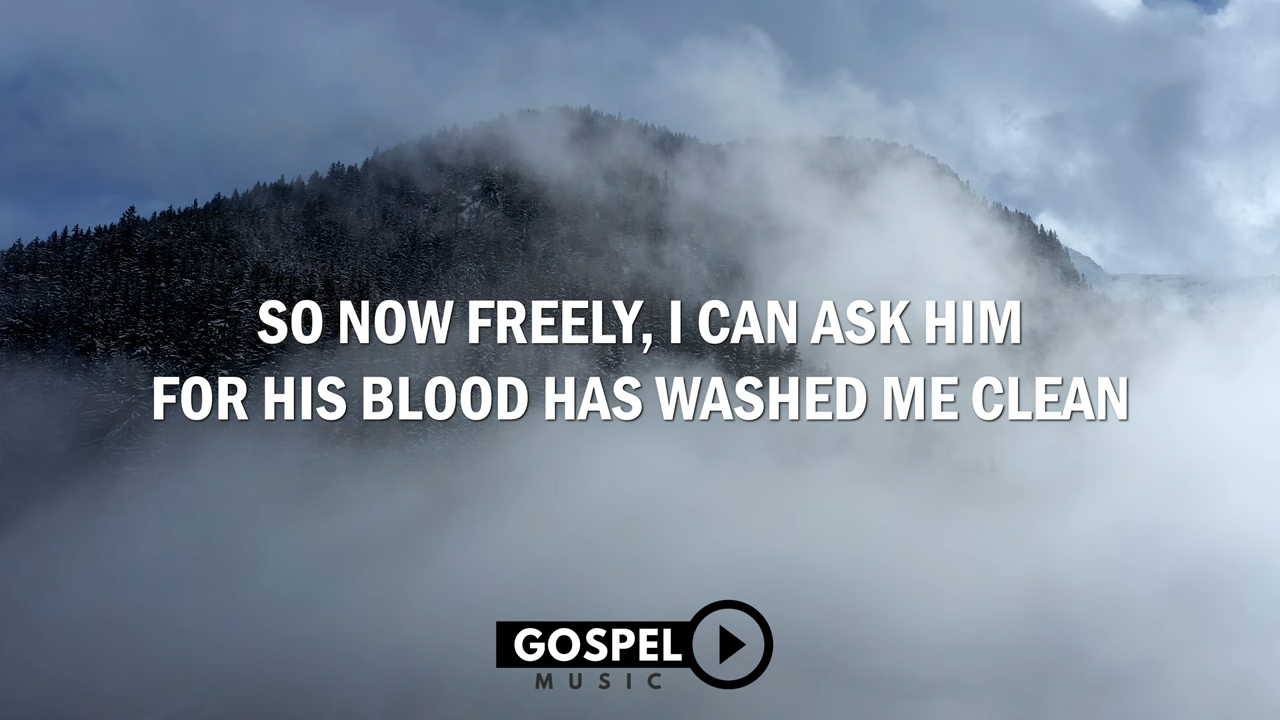 SO NOW FREELY, I CAN ASK HIM
FOR HIS BLOOD HAS WASHED ME CLEAN
GOSPEL
MUSIC